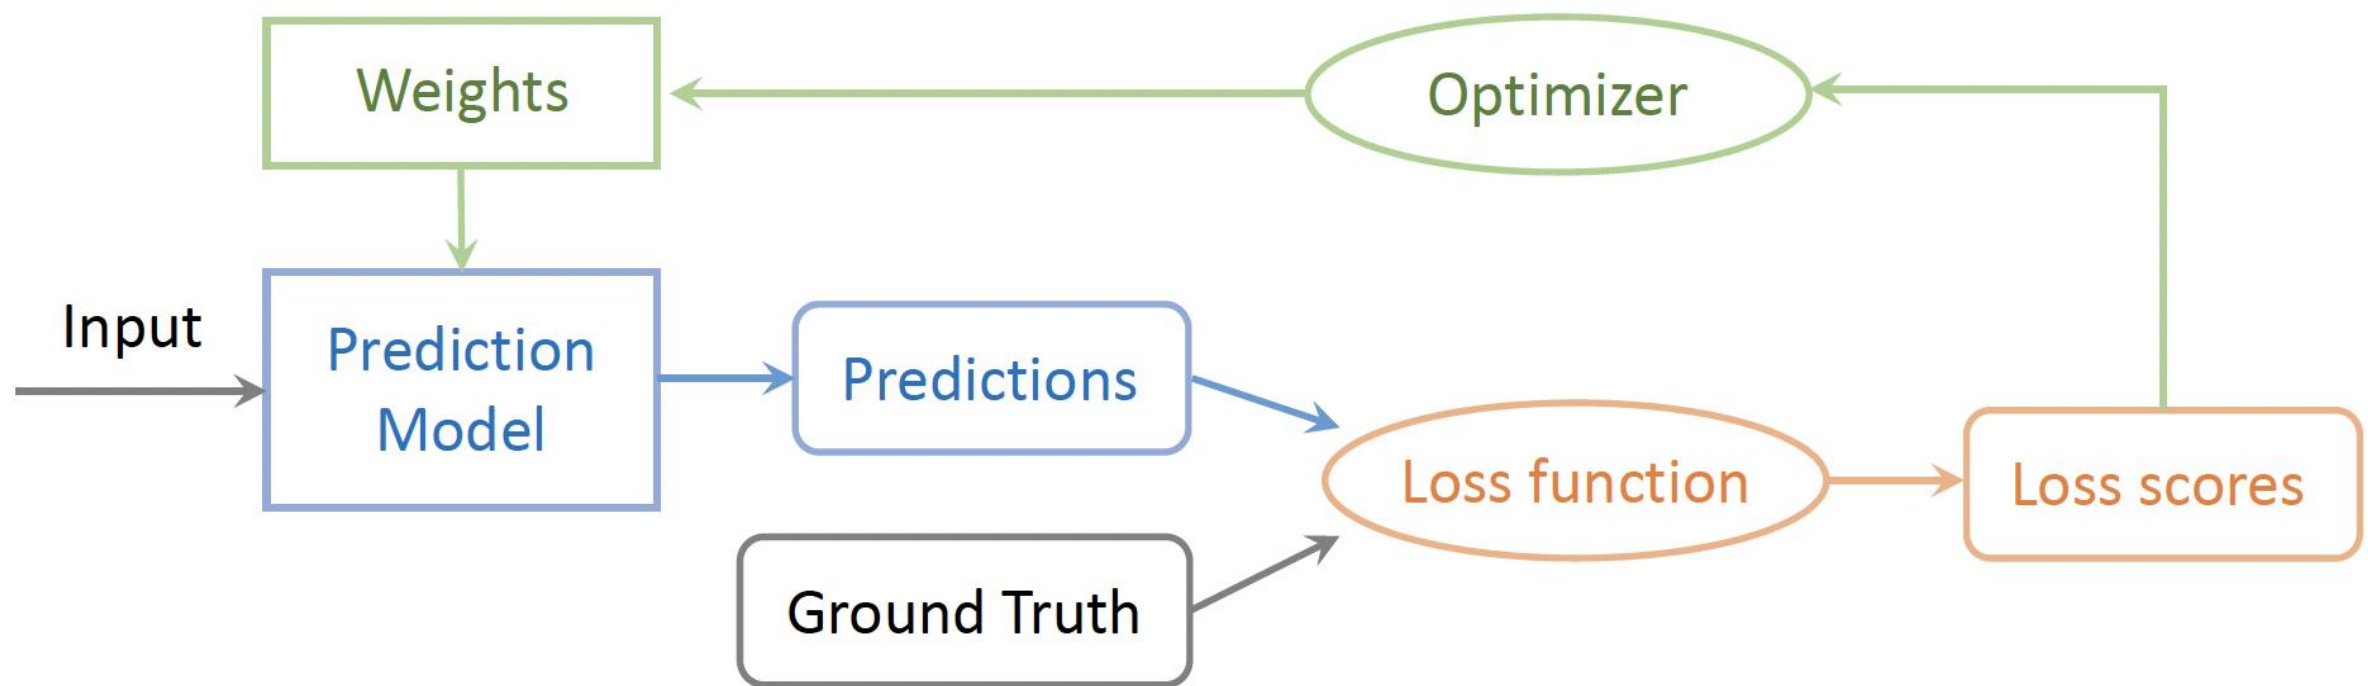 Weights
Optimizer
Input
Prediction
Model
Predictions
Loss function
Loss scores
Ground Truth